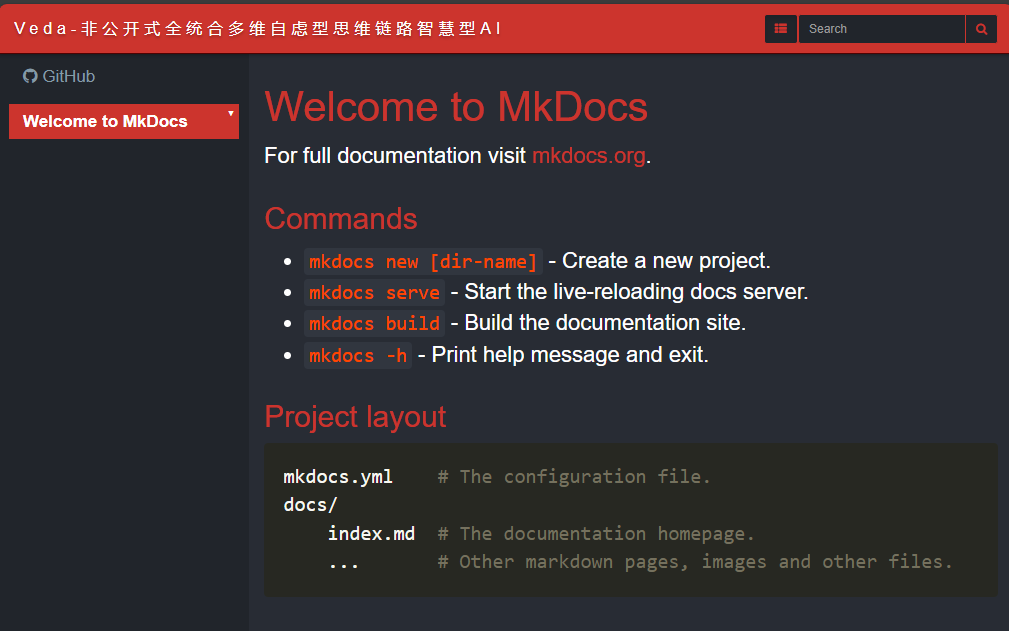 Veda-非公开式全统合多维自虑型思维链路智慧型AI
Search
GitHub
Welcome to MkDocs
Welcome to MkDocs
For full documentation visit mkdocs.org.
Commands
mkdocs new [dir-name] - Create a new project.
mkdocs serve - Start the live-reloading docs server.
mkdocs build - Build the documentation site.
mkdocs -h - Print help message and exit.
Project layout
mkdocs.yml    # The configuration file.
docs/
    index.md  # The documentation homepage.
    ...       # Other markdown pages, images and other files.